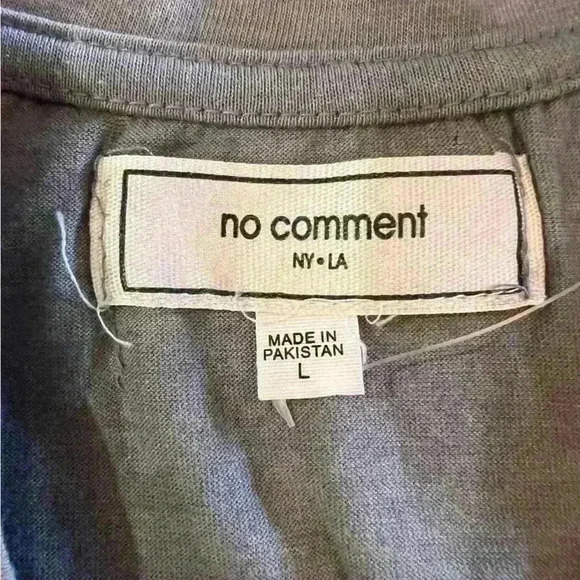 no comment
NY • LA
MADE IN
PAKISTAN
L